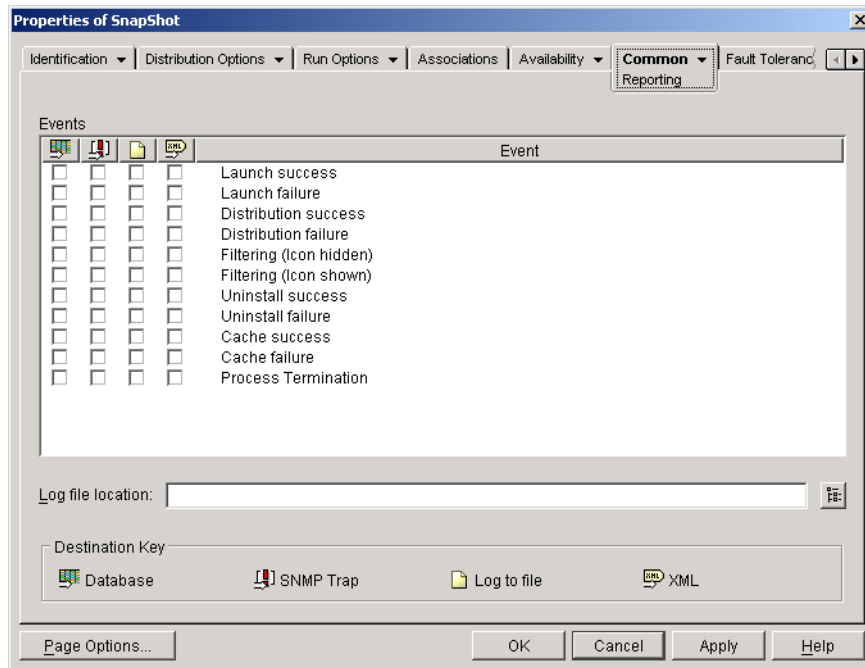 Properties of SnapShot
Identification Distribution Options Run Options Associations Availability Common
Reporting
Events
XML Event
Launch success
Launch failure
Distribution success
Distribution failure
Filtering (Icon hidden)
Filtering (Icon shown)
Uninstall success
Uninstall failure
Cache success
Cache failure
Process Termination
Log file location:
Destination Key
Database SNMP Trap Log to file XML XML
Page Options... OK Cancel Apply Help